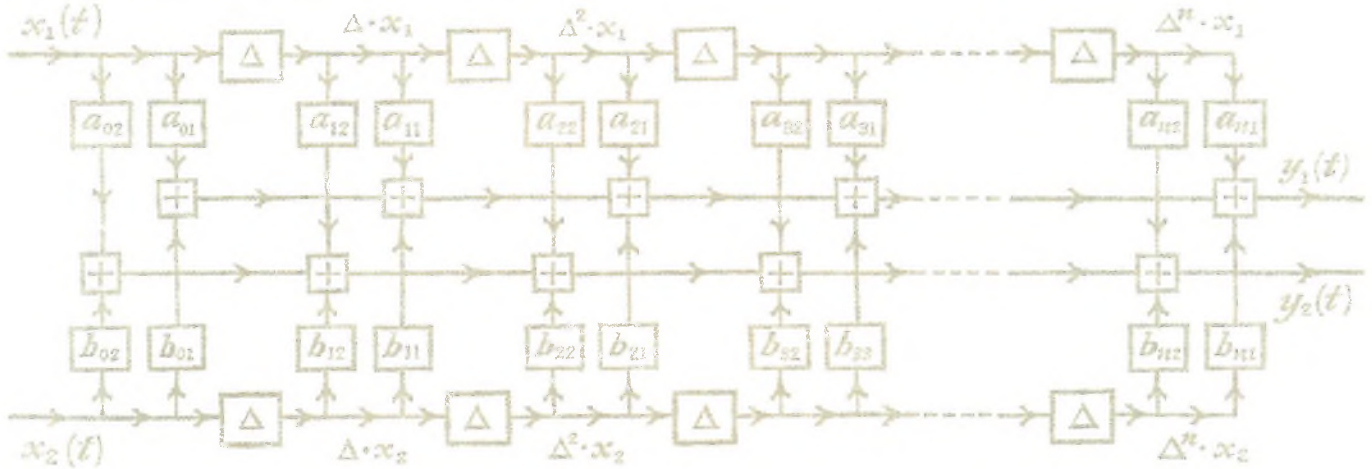 x₁(t) Δ·x₁ Δ²·x₁ Δⁿ·x₁
Δ Δ Δ Δ
a₀₂ a₀₁ a₁₂ a₁₁ a₂₂ a₂₁ a₃₂ a₃₁ aₙ₂ aₙ₁
y₁(t)
+ + + + +
+ + + + +
y₂(t)
b₀₂ b₀₁ b₁₂ b₁₁ b₂₂ b₂₁ b₃₂ b₃₃ bₙ₂ bₙ₁
Δ Δ Δ Δ
x₂(t) Δ·x₂ Δ²·x₂ Δⁿ·x₂